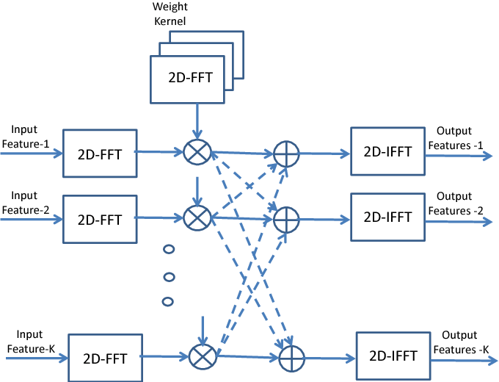 Weight
Kernel
2D-FFT
Input
Feature-1
2D-FFT
2D-IFFT
Output
Features -1
Input
Feature-2
2D-FFT
2D-IFFT
Output
Features -2
Input
Feature-K
2D-FFT
2D-IFFT
Output
Features -K